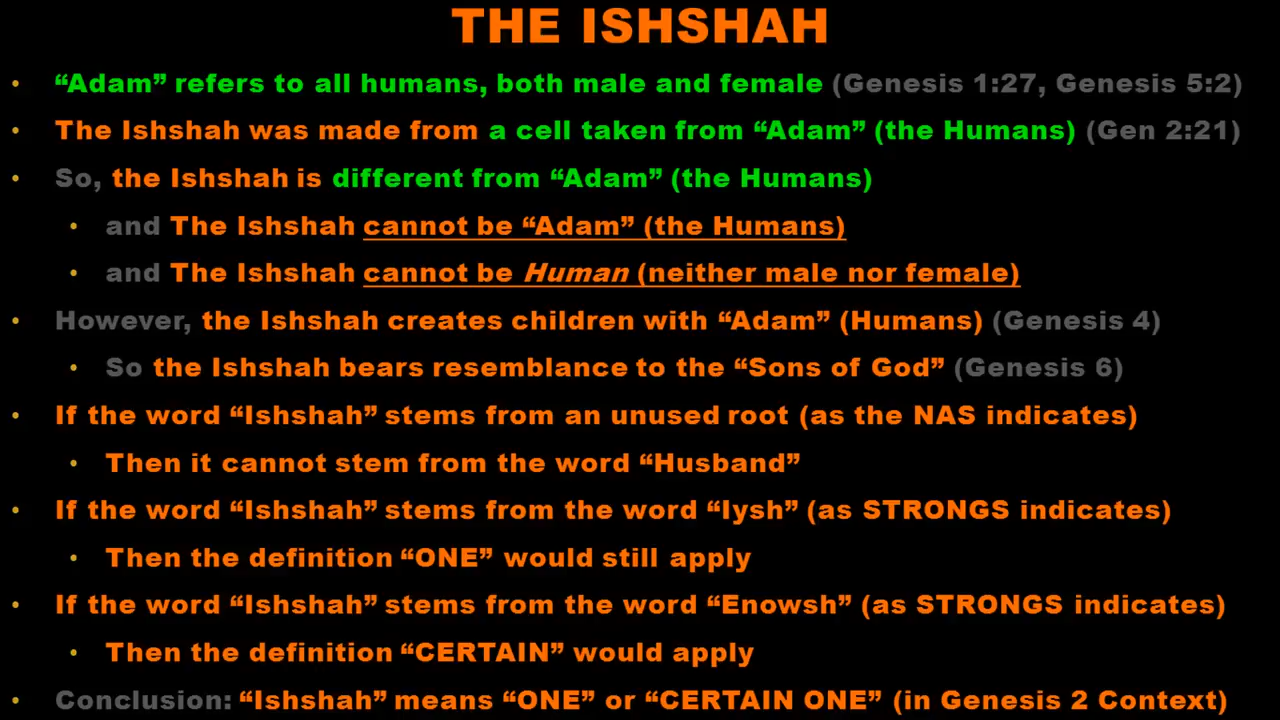 THE ISHSHAH
• “Adam” refers to all humans, both male and female (Genesis 1:27, Genesis 5:2)
• The Ishshah was made from a cell taken from “Adam” (the Humans) (Gen 2:21)
• So, the Ishshah is different from “Adam” (the Humans)
• and The Ishshah cannot be “Adam” (the Humans)
• and The Ishshah cannot be Human (neither male nor female)
• However, the Ishshah creates children with “Adam” (Humans) (Genesis 4)
• So the Ishshah bears resemblance to the “Sons of God” (Genesis 6)
• If the word “Ishshah” stems from an unused root (as the NAS indicates)
• Then it cannot stem from the word “Husband”
• If the word “Ishshah” stems from the word “Iysh” (as STRONGS indicates)
• Then the definition “ONE” would still apply
• If the word “Ishshah” stems from the word “Enowsh” (as STRONGS indicates)
• Then the definition “CERTAIN” would apply
• Conclusion: “Ishshah” means “ONE” or “CERTAIN ONE” (in Genesis 2 Context)